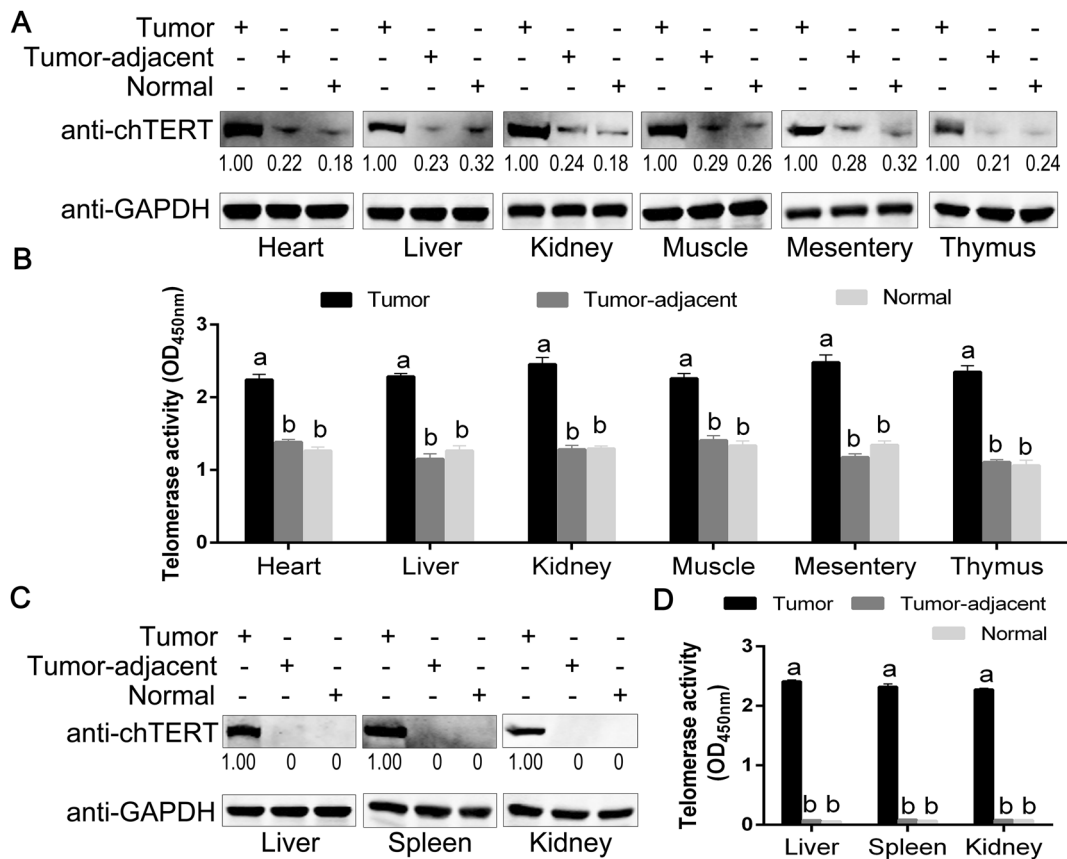 A
Tumor + - - + - - + - - + - - + - - + - -
Tumor-adjacent - + - - + - - + - - + - - + - - + -
Normal - - + - - + - - + - - + - - + - - +
anti-chTERT
1.00 0.22 0.18 1.00 0.23 0.32 1.00 0.24 0.18 1.00 0.29 0.26 1.00 0.28 0.32 1.00 0.21 0.24
anti-GAPDH
Heart Liver Kidney Muscle Mesentery Thymus
B
Tumor Tumor-adjacent Normal
Telomerase activity (OD450nm)
3
2
1
0
a b b a b b a b b a b b a b b a b b
Heart Liver Kidney Muscle Mesentery Thymus
C
Tumor + - - + - - + - -
Tumor-adjacent - + - - + - - + -
Normal - - + - - + - - +
anti-chTERT
1.00 0 0 1.00 0 0 1.00 0 0
anti-GAPDH
Liver Spleen Kidney
D
Tumor Tumor-adjacent
Normal
Telomerase activity
(OD450nm)
3
2
1
0
a b b a b b a b b
Liver Spleen Kidney